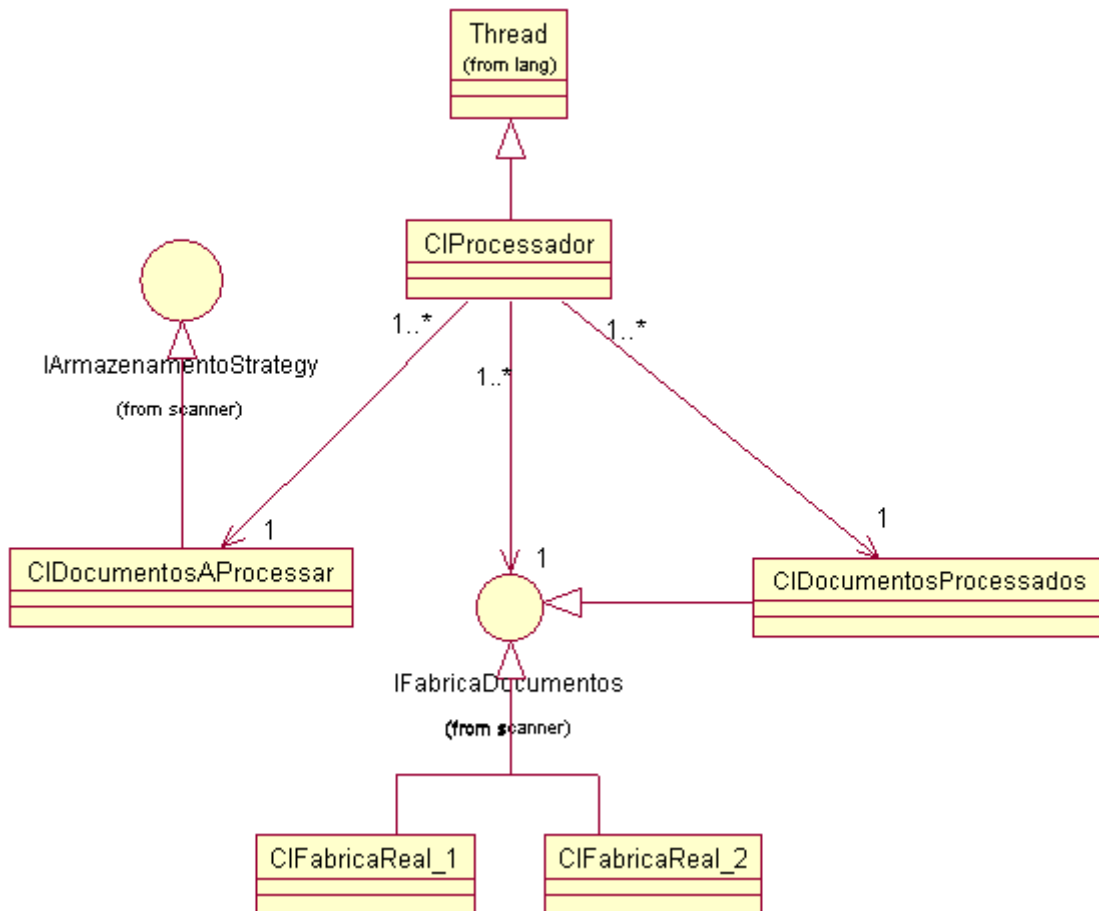 Thread
(from lang)
ClProcessador
1..*
1..*
1..*
IArmazenamentoStrategy
(from scanner)
1
1
1
ClDocumentosAProcessar
ClDocumentosProcessados
IFabricaDocumentos
(from scanner)
ClFabricaReal_1
ClFabricaReal_2